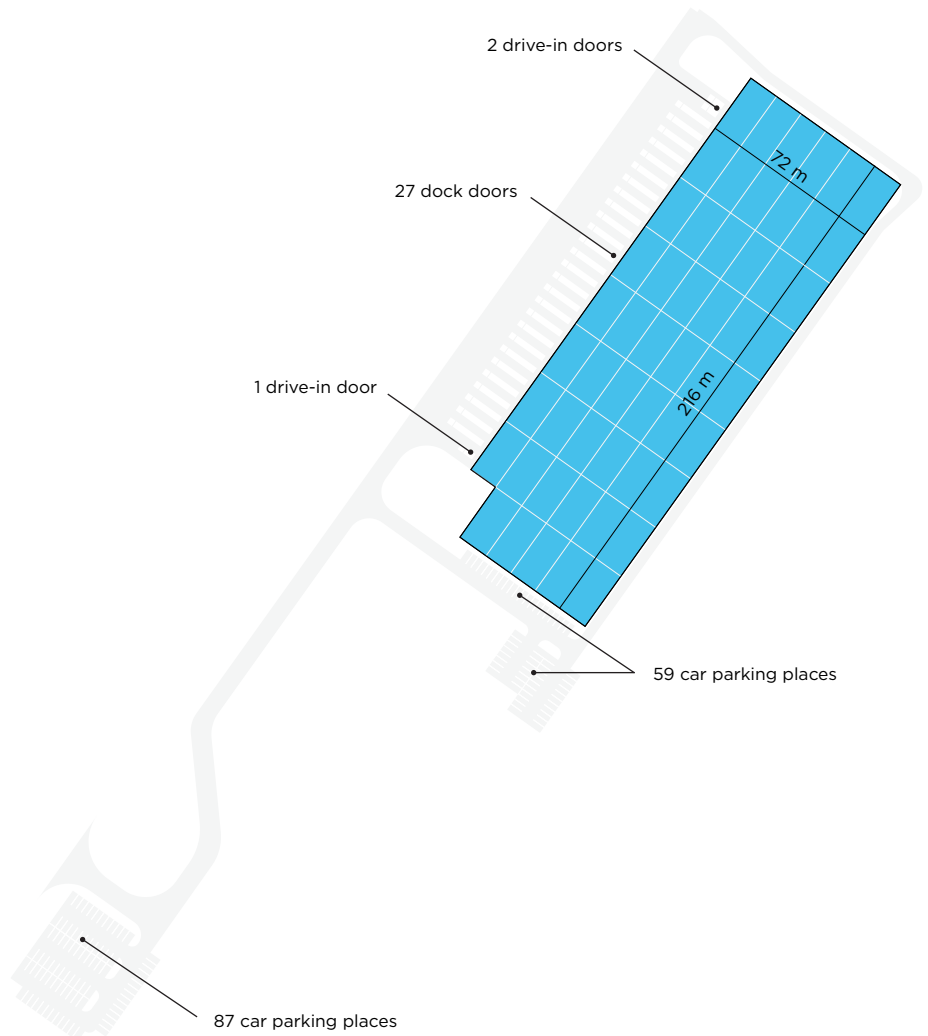 2 drive-in doors
72 m
27 dock doors
1 drive-in door
216 m
59 car parking places
87 car parking places